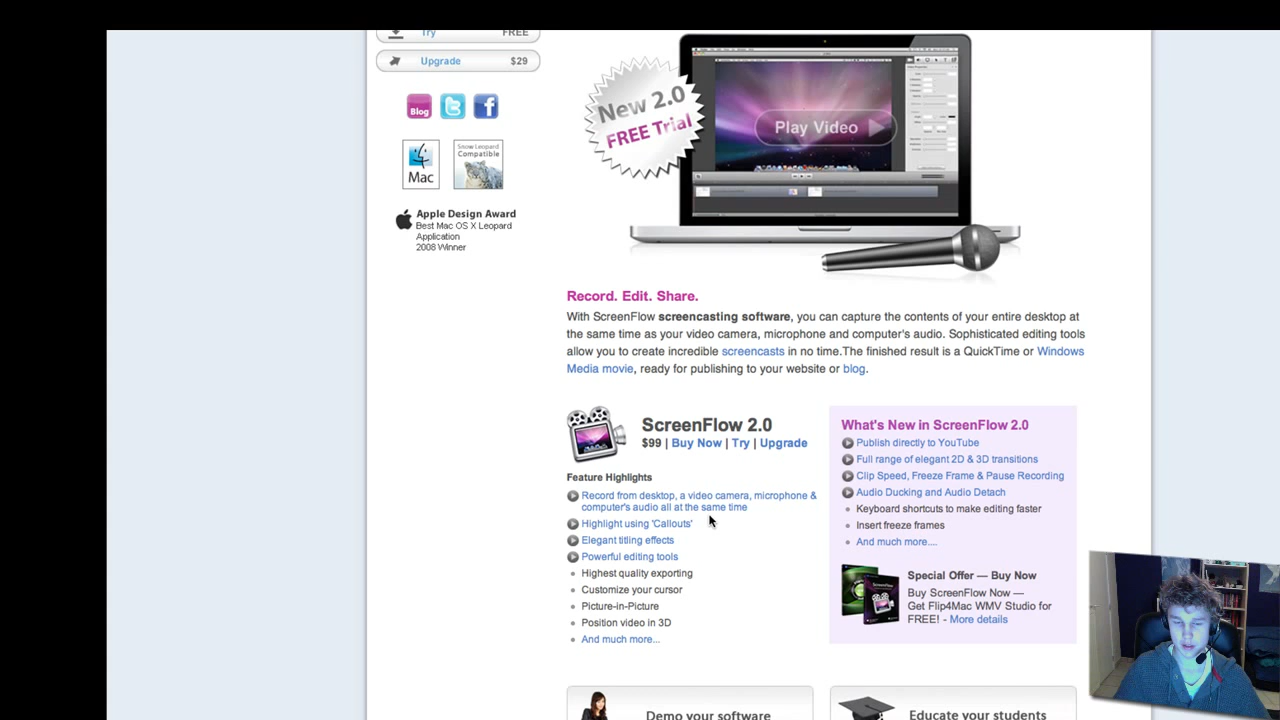 Try FREE
Upgrade $29
Blog
Mac
Snow Leopard
Compatible
Apple Design Award
Best Mac OS X Leopard
Application
2008 Winner
New 2.0
FREE Trial
Play Video
Record. Edit. Share.
With ScreenFlow screencasting software, you can capture the contents of your entire desktop at
the same time as your video camera, microphone and computer's audio. Sophisticated editing tools
allow you to create incredible screencasts in no time.The finished result is a QuickTime or Windows
Media movie, ready for publishing to your website or blog.
ScreenFlow 2.0
$99 | Buy Now | Try | Upgrade
Feature Highlights
Record from desktop, a video camera, microphone &
computer's audio all at the same time
Highlight using 'Callouts'
Elegant titling effects
Powerful editing tools
Highest quality exporting
Customize your cursor
Picture-in-Picture
Position video in 3D
And much more...
What's New in ScreenFlow 2.0
Publish directly to YouTube
Full range of elegant 2D & 3D transitions
Clip Speed, Freeze Frame & Pause Recording
Audio Ducking and Audio Detach
Keyboard shortcuts to make editing faster
Insert freeze frames
And much more....
Special Offer — Buy Now
Buy ScreenFlow Now —
Get Flip4Mac WMV Studio for
FREE! - More details
Demo your software
Educate your students